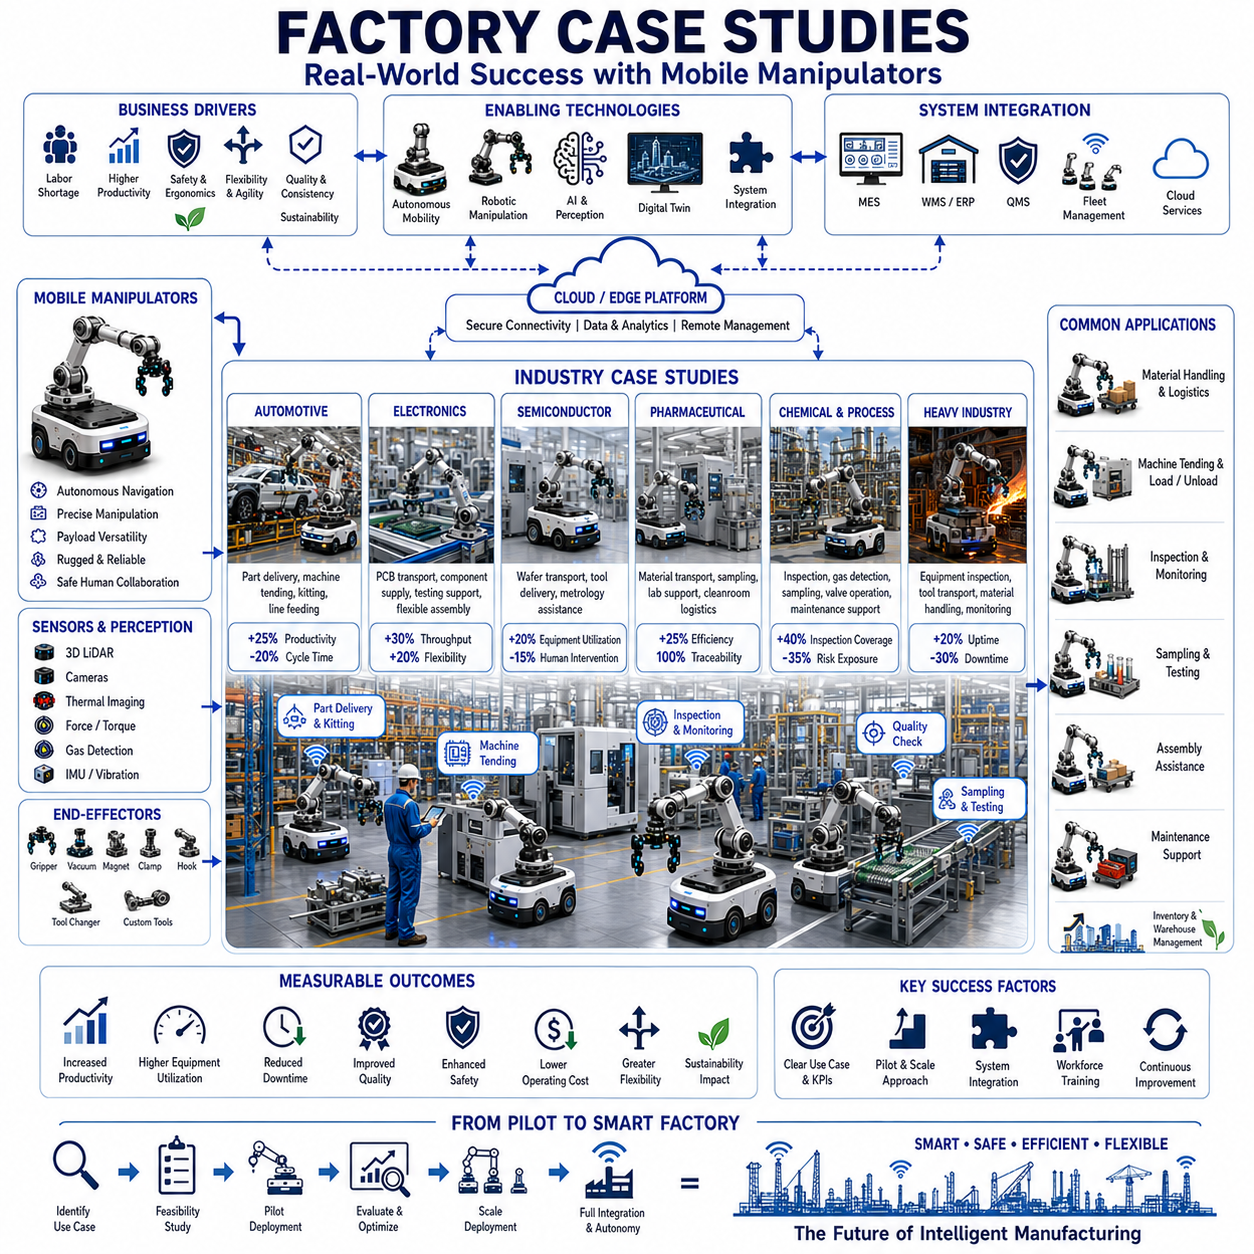 FACTORY CASE STUDIES
Real-World Success with Mobile Manipulators
BUSINESS DRIVERS
Labor
Shortage
Higher
Productivity
Safety &
Ergonomics
Flexibility
& Agility
Quality &
Consistency
Sustainability
ENABLING TECHNOLOGIES
Autonomous
Mobility
Robotic
Manipulation
AI &
Perception
Digital Twin
System
Integration
SYSTEM INTEGRATION
MES
WMS / ERP
QMS
Fleet
Management
Cloud
Services
CLOUD / EDGE PLATFORM
Secure Connectivity | Data & Analytics | Remote Management
MOBILE MANIPULATORS
Autonomous Navigation
Precise Manipulation
Payload Versatility
Rugged & Reliable
Safe Human Collaboration
SENSORS & PERCEPTION
3D LiDAR
Cameras
Thermal Imaging
Force / Torque
Gas Detection
IMU / Vibration
END-EFFECTORS
Gripper
Vacuum
Magnet
Clamp
Hook
Tool Changer
Custom Tools
INDUSTRY CASE STUDIES
AUTOMOTIVE
Part delivery, machine
tending, kitting,
line feeding
+25% Productivity
-20% Cycle Time
ELECTRONICS
PCB transport, component
supply, testing support,
flexible assembly
+30% Throughput
+20% Flexibility
SEMICONDUCTOR
Wafer transport, tool
delivery, metrology
assistance
+20% Equipment Utilization
-15% Human Intervention
PHARMACEUTICAL
Material transport, sampling,
lab support, cleanroom
logistics
+25% Efficiency
100% Traceability
CHEMICAL & PROCESS
Inspection, gas detection,
sampling, valve operation,
maintenance support
+40% Inspection Coverage
-35% Risk Exposure
HEAVY INDUSTRY
Equipment inspection,
tool transport, material
handling, monitoring
+20% Uptime
-30% Downtime
Part Delivery
& Kitting
Machine
Tending
Inspection
& Monitoring
Quality
Check
Sampling
& Testing
COMMON APPLICATIONS
Material Handling
& Logistics
Machine Tending &
Load / Unload
Inspection &
Monitoring
Sampling &
Testing
Assembly
Assistance
Maintenance
Support
Inventory &
Warehouse
Management
MEASURABLE OUTCOMES
Increased
Productivity
Higher Equipment
Utilization
Reduced
Downtime
Improved
Quality
Enhanced
Safety
Lower
Operating Cost
Greater
Flexibility
Sustainability
Impact
KEY SUCCESS FACTORS
Clear Use Case
& KPIs
Pilot & Scale
Approach
System
Integration
Workforce
Training
Continuous
Improvement
FROM PILOT TO SMART FACTORY
Identify
Use Case
Feasibility
Study
Pilot
Deployment
Evaluate &
Optimize
Scale
Deployment
Full Integration
& Autonomy
=
SMART • SAFE • EFFICIENT • FLEXIBLE
The Future of Intelligent Manufacturing